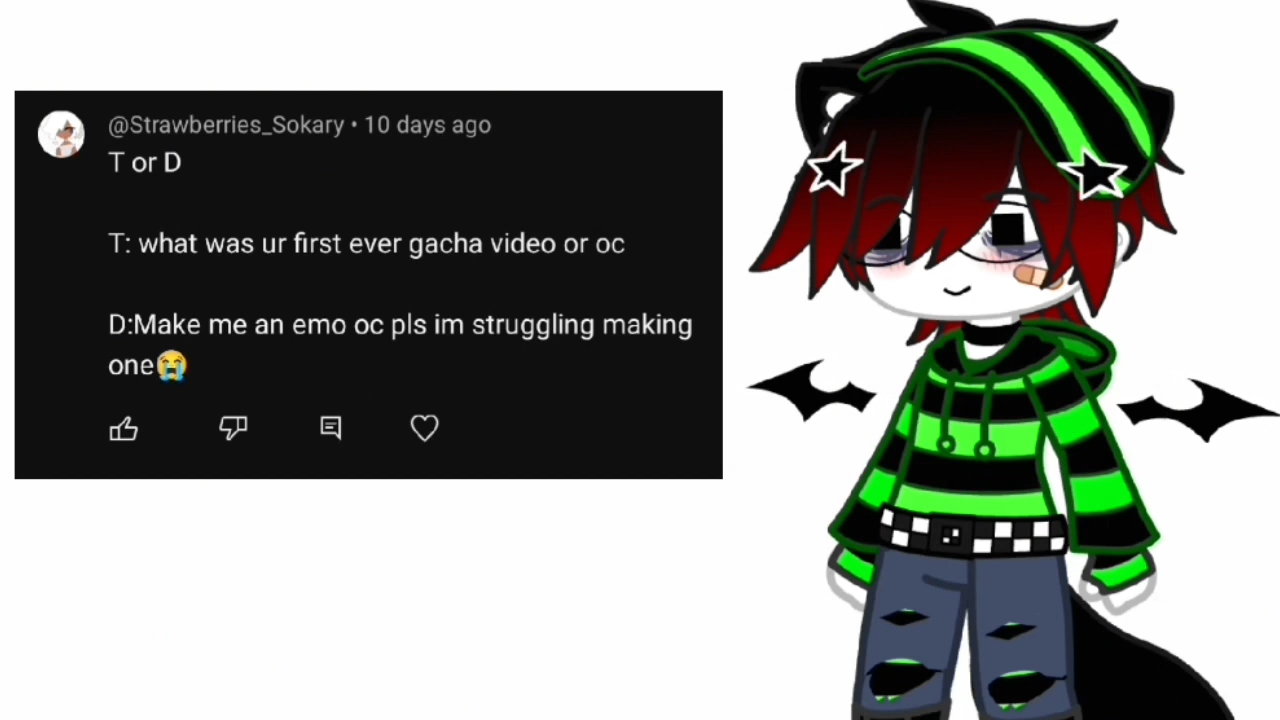 @Strawberries_Sokary • 10 days ago
T or D
T: what was ur first ever gacha video or oc
D:Make me an emo oc pls im struggling making
one😭